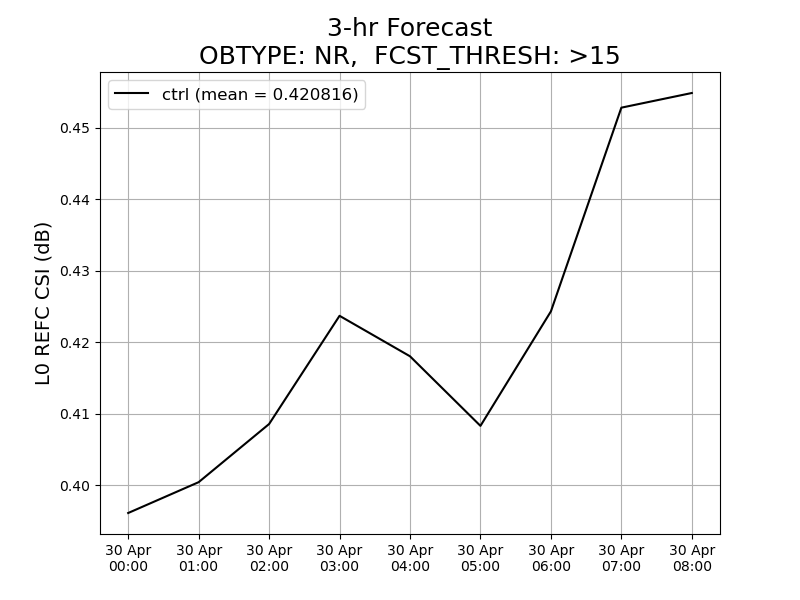 3-hr Forecast
OBTYPE: NR,  FCST_THRESH: >15
ctrl (mean = 0.420816)
L0 REFC CSI (dB)
0.45
0.44
0.43
0.42
0.41
0.40
30 Apr 30 Apr 30 Apr 30 Apr 30 Apr 30 Apr 30 Apr 30 Apr 30 Apr
00:00 01:00 02:00 03:00 04:00 05:00 06:00 07:00 08:00